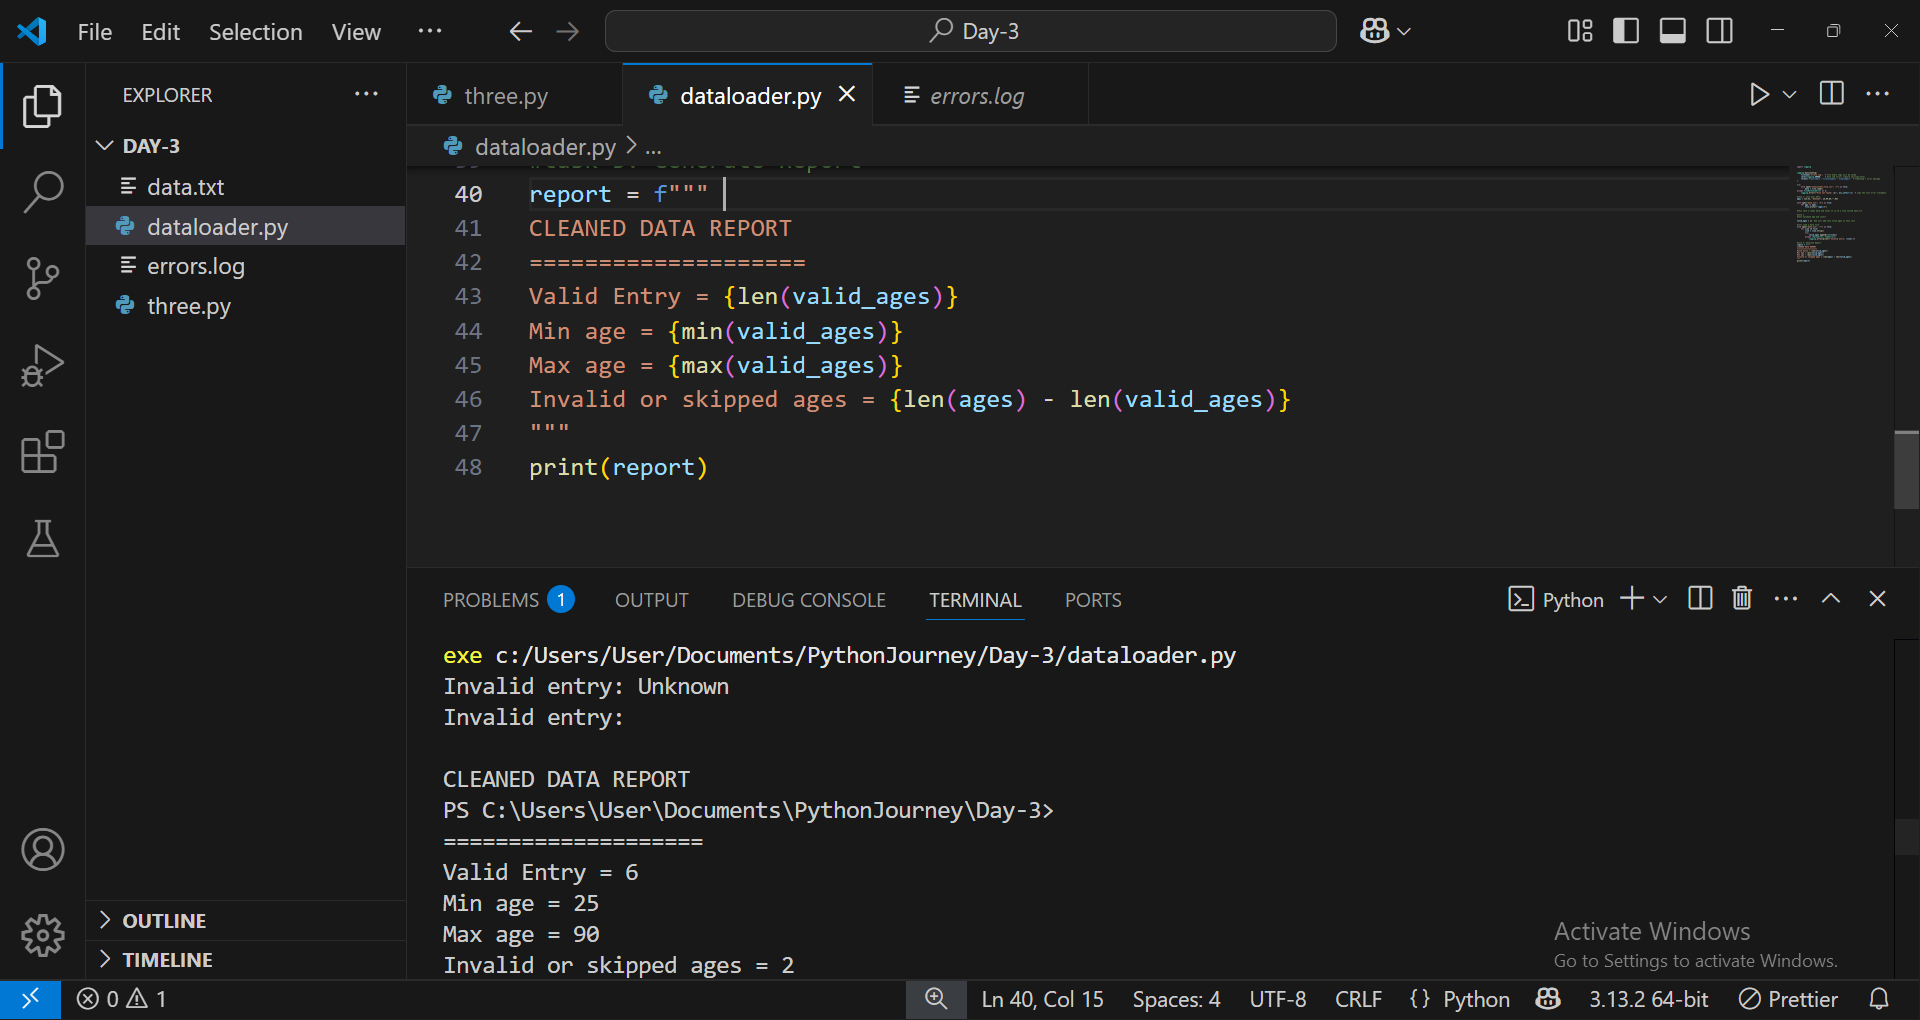 File Edit Selection View ... Day-3
EXPLORER ...
DAY-3
data.txt
dataloader.py
errors.log
three.py
OUTLINE
TIMELINE
three.py dataloader.py errors.log
dataloader.py > ...
40 report = f"""
41 CLEANED DATA REPORT
42 ====================
43 Valid Entry = {len(valid_ages)}
44 Min age = {min(valid_ages)}
45 Max age = {max(valid_ages)}
46 Invalid or skipped ages = {len(ages) - len(valid_ages)}
47 """
48 print(report)
PROBLEMS 1 OUTPUT DEBUG CONSOLE TERMINAL PORTS Python
exe c:/Users/User/Documents/PythonJourney/Day-3/dataloader.py
Invalid entry: Unknown
Invalid entry:
CLEANED DATA REPORT
PS C:\Users\User\Documents\PythonJourney\Day-3>
====================
Valid Entry = 6
Min age = 25
Max age = 90
Invalid or skipped ages = 2
Activate Windows
Go to Settings to activate Windows.
0 1 Ln 40, Col 15 Spaces: 4 UTF-8 CRLF {} Python 3.13.2 64-bit Prettier